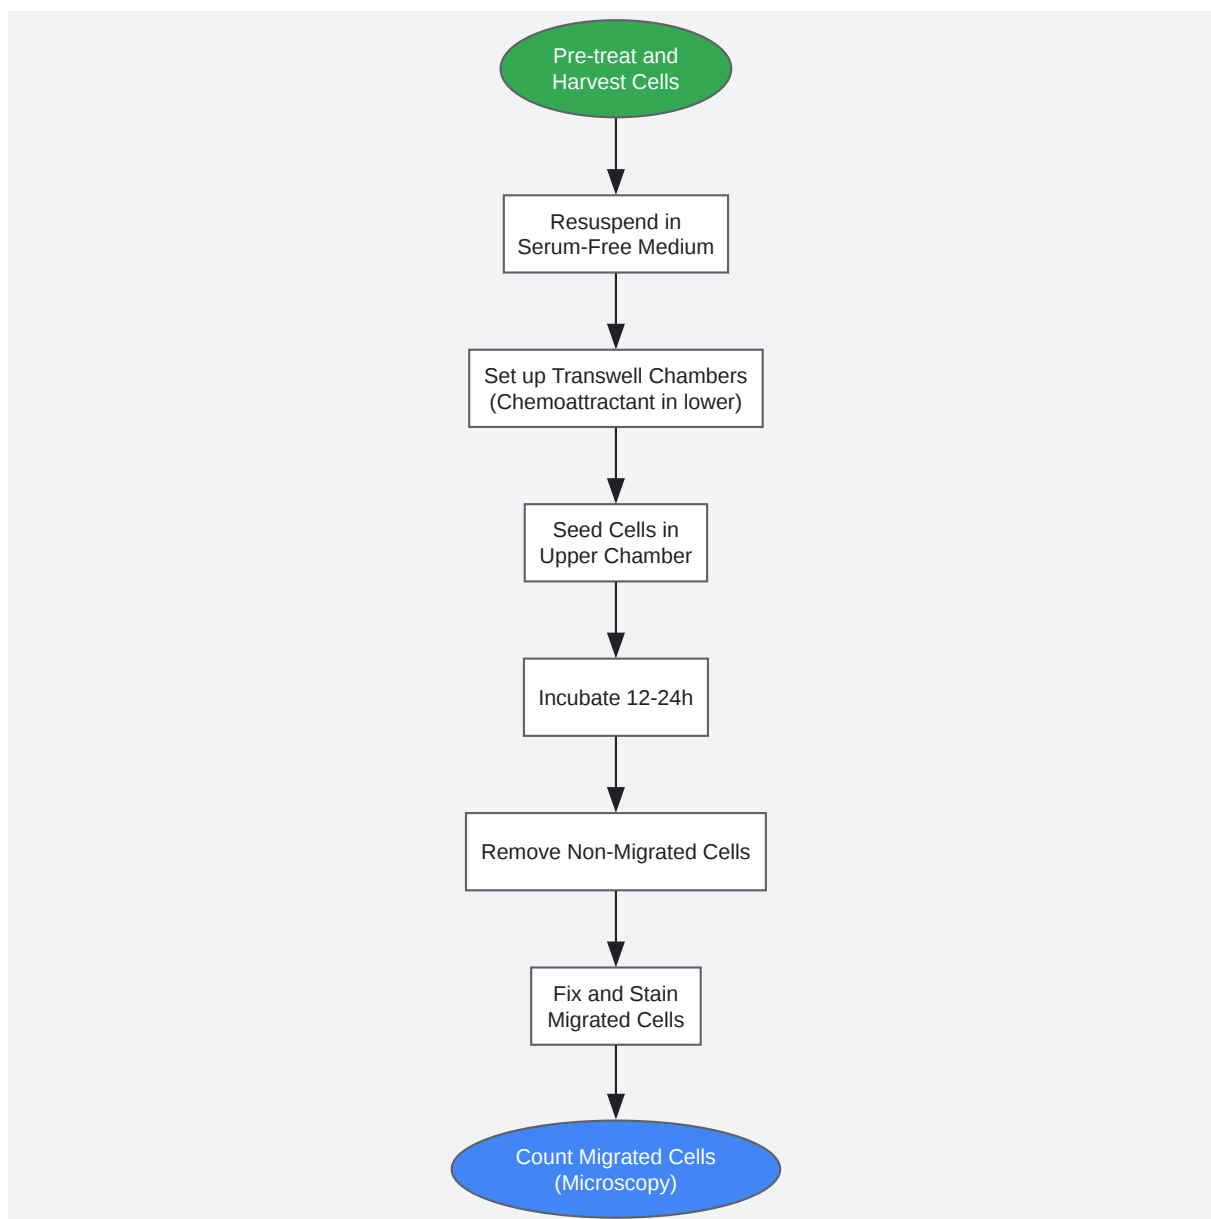 Pre-treat and
Harvest Cells
Resuspend in
Serum-Free Medium
Set up Transwell Chambers
(Chemoattractant in lower)
Seed Cells in
Upper Chamber
Incubate 12-24h
Remove Non-Migrated Cells
Fix and Stain
Migrated Cells
Count Migrated Cells
(Microscopy)